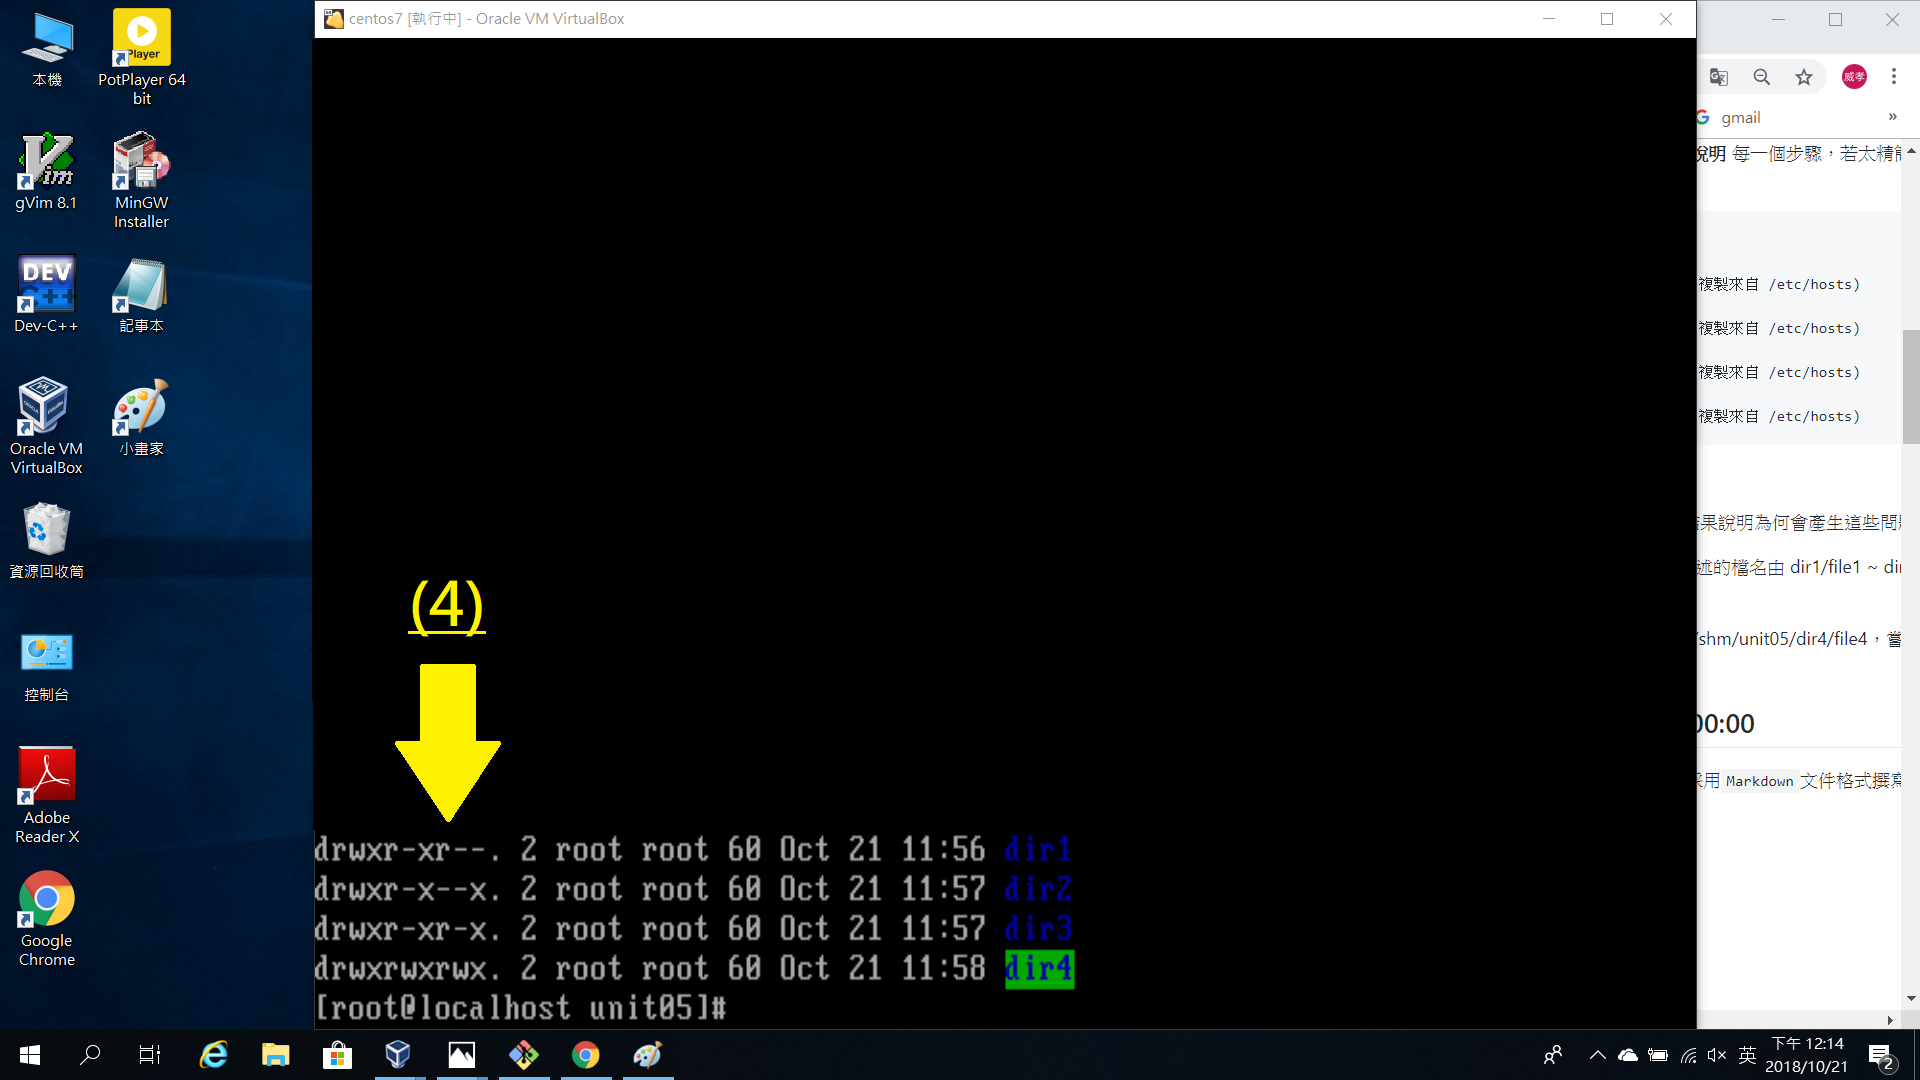 本機
PotPlayer 64 bit
gVim 8.1
MinGW Installer
Dev-C++
記事本
Oracle VM VirtualBox
小畫家
資源回收筒
控制台
Adobe Reader X
Google Chrome
centos7 [執行中] - Oracle VM VirtualBox
(4)
drwxr-xr--. 2 root root 60 Oct 21 11:56 dir1
drwxr-x--x. 2 root root 60 Oct 21 11:57 dir2
drwxr-xr-x. 2 root root 60 Oct 21 11:57 dir3
drwxrwxrwx. 2 root root 60 Oct 21 11:58 dir4
[root@localhost unit05]#
威孝
gmail
»
說明 每一個步驟，若太精簡
複製來自 /etc/hosts)
複製來自 /etc/hosts)
複製來自 /etc/hosts)
複製來自 /etc/hosts)
果說明為何會產生這些問
述的檔名由 dir1/file1 ~ di
/shm/unit05/dir4/file4，嘗
00:00
採用 Markdown 文件格式撰寫
英
下午 12:14
2018/10/21
2